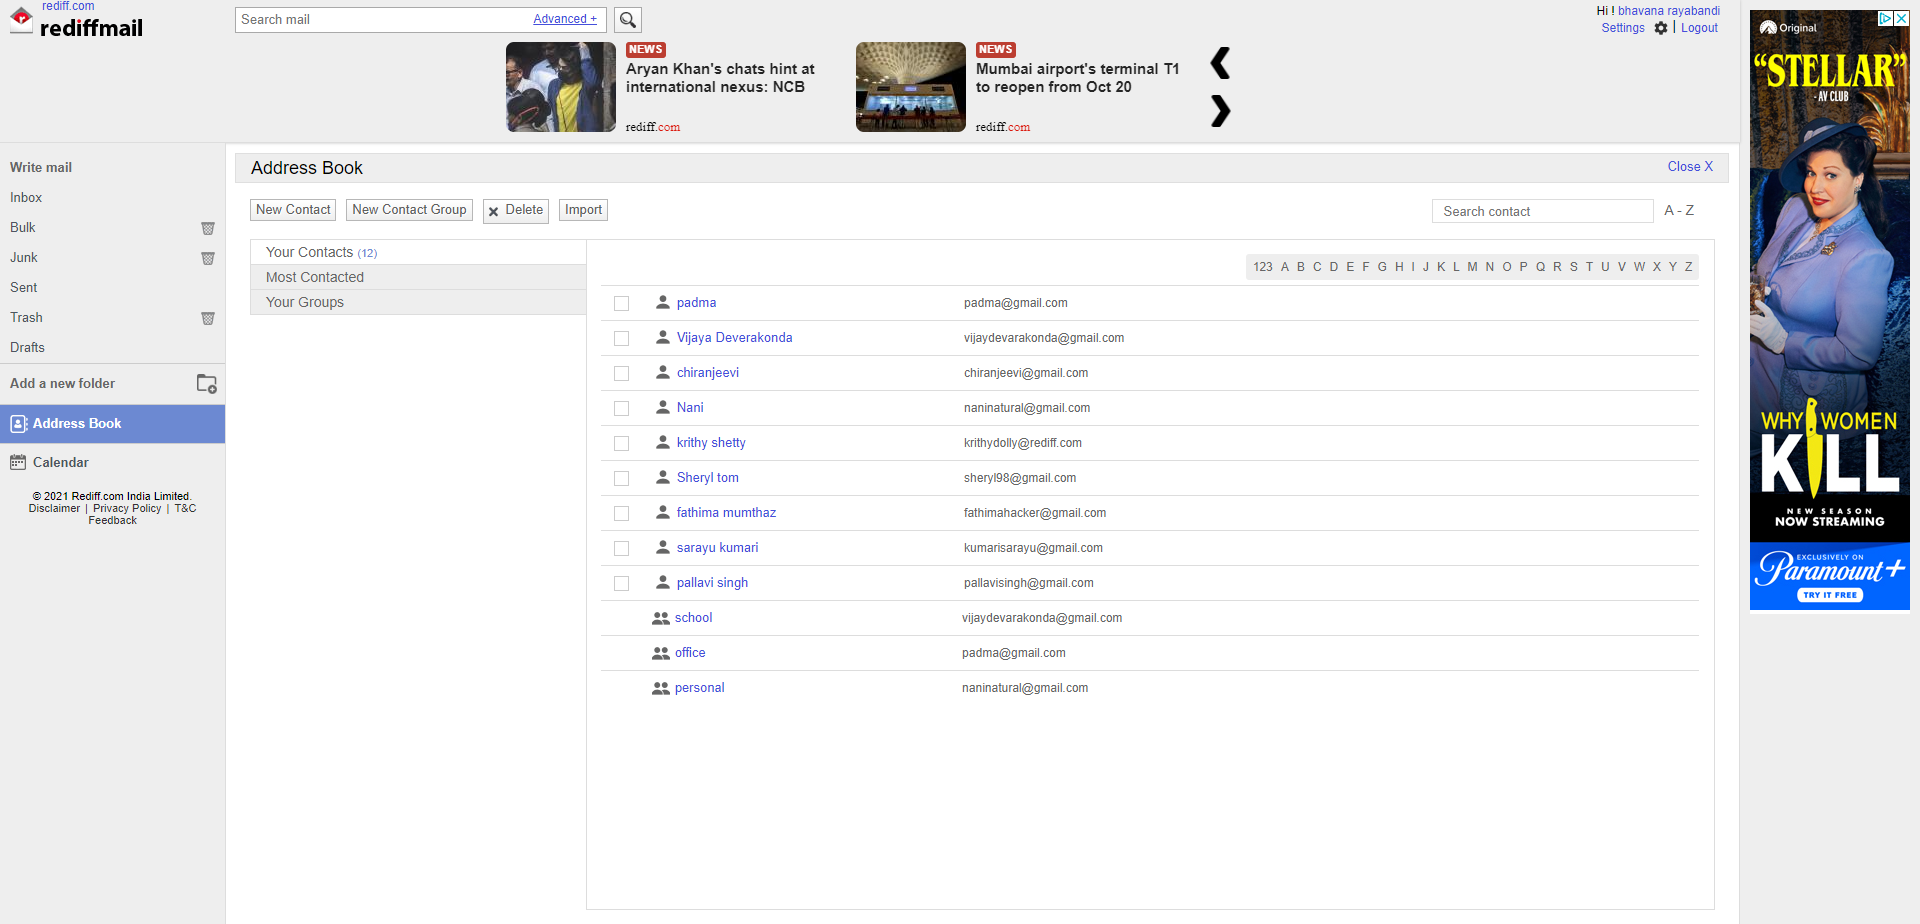 rediff.com
rediffmail
Search mail
Advanced +
Hi ! bhavana rayabandi
Settings | Logout
NEWS
Aryan Khan's chats hint at
international nexus: NCB
rediff.com
NEWS
Mumbai airport's terminal T1
to reopen from Oct 20
rediff.com
Write mail
Inbox
Bulk
Junk
Sent
Trash
Drafts
Add a new folder
Address Book
Calendar
© 2021 Rediff.com India Limited.
Disclaimer | Privacy Policy | T&C
Feedback
Address Book
Close X
New Contact
New Contact Group
Delete
Import
Search contact
A - Z
Your Contacts (12)
Most Contacted
Your Groups
123 A B C D E F G H I J K L M N O P Q R S T U V W X Y Z
padma padma@gmail.com
Vijaya Deverakonda vijaydevarakonda@gmail.com
chiranjeevi chiranjeevi@gmail.com
Nani naninatural@gmail.com
krithy shetty krithydolly@rediff.com
Sheryl tom sheryl98@gmail.com
fathima mumthaz fathimahacker@gmail.com
sarayu kumari kumarisarayu@gmail.com
pallavi singh pallavisingh@gmail.com
school vijaydevarakonda@gmail.com
office padma@gmail.com
personal naninatural@gmail.com
Original
“STELLAR”
- AV CLUB
WHY WOMEN
KILL
NEW SEASON
NOW STREAMING
EXCLUSIVELY ON
Paramount+
TRY IT FREE